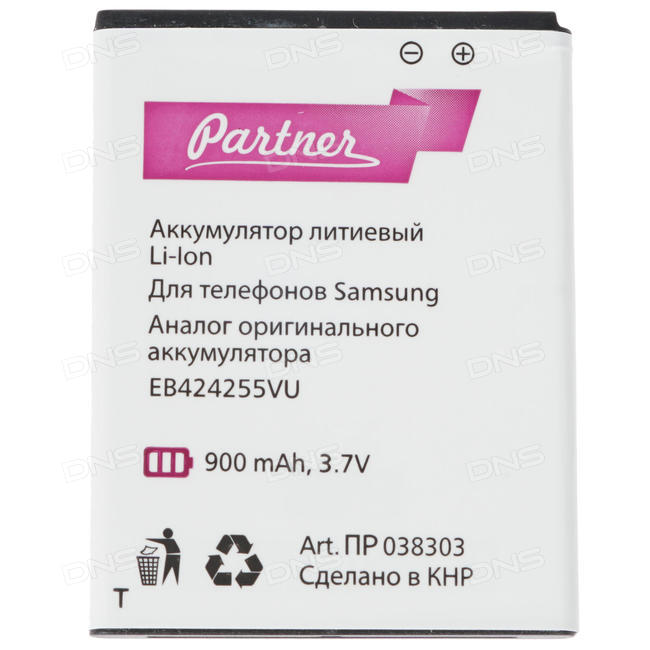 Partner
Аккумулятор литиевый
Li-Ion
Для телефонов Samsung
Аналог оригинального
аккумулятора
EB424255VU
900 mAh, 3.7V
Art. ПР 038303
Сделано в КНР
T
DNS